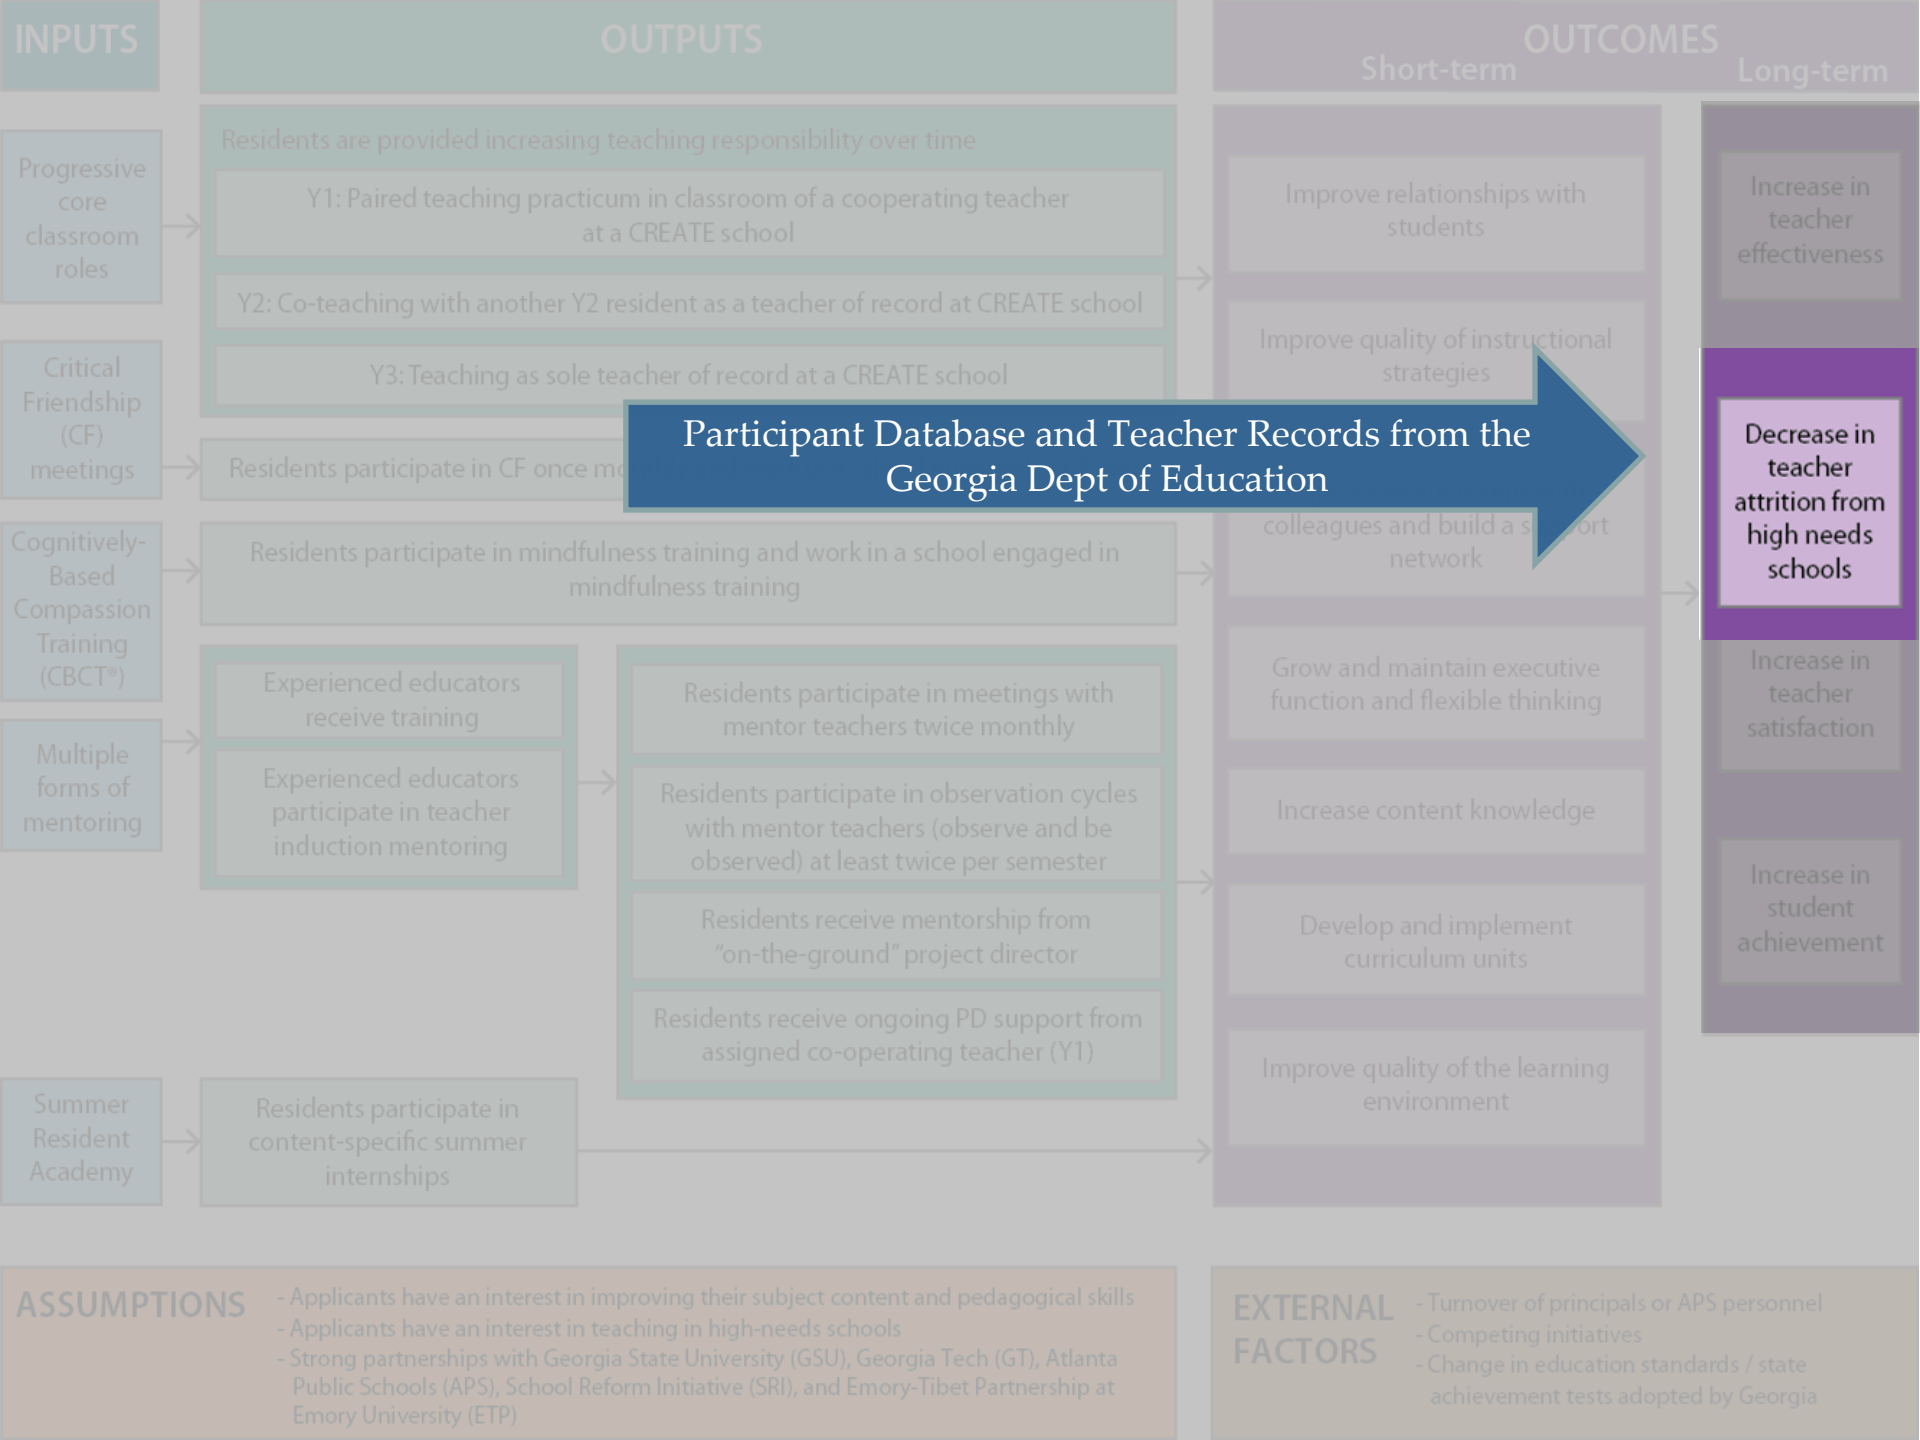 INPUTS
OUTPUTS
OUTCOMES
Short-term
Long-term
Progressive
core
classroom
roles
Residents are provided increasing teaching responsibility over time
Y1: Paired teaching practicum in classroom of a cooperating teacher
at a CREATE school
Y2: Co-teaching with another Y2 resident as a teacher of record at CREATE school
Y3: Teaching as sole teacher of record at a CREATE school
Critical
Friendship
(CF)
meetings
Residents participate in CF once
Participant Database and Teacher Records from the
Georgia Dept of Education
Cognitively-
Based
Compassion
Training
(CBCT®)
Residents participate in mindfulness training and work in a school engaged in
mindfulness training
Multiple
forms of
mentoring
Experienced educators
receive training
Experienced educators
participate in teacher
induction mentoring
Residents participate in meetings with
mentor teachers twice monthly
Residents participate in observation cycles
with mentor teachers (observe and be
observed) at least twice per semester
Residents receive mentorship from
"on-the-ground" project director
Residents receive ongoing PD support from
assigned co-operating teacher (Y1)
Summer
Resident
Academy
Residents participate in
content-specific summer
internships
Improve relationships with
students
Improve quality of instructional
strategies
colleagues and build a
network
Grow and maintain executive
function and flexible thinking
Increase content knowledge
Develop and implement
curriculum units
Improve quality of the learning
environment
Increase in
teacher
effectiveness
Decrease in
teacher
attrition from
high needs
schools
Increase in
teacher
satisfaction
Increase in
student
achievement
ASSUMPTIONS
- Applicants have an interest in improving their subject content and pedagogical skills
- Applicants have an interest in teaching in high-needs schools
- Strong partnerships with Georgia State University (GSU), Georgia Tech (GT), Atlanta
Public Schools (APS), School Reform Initiative (SRI), and Emory-Tibet Partnership at
Emory University (ETP)
EXTERNAL
FACTORS
- Turnover of principals or APS personnel
- Competing initiatives
- Change in education standards / state
achievement tests adopted by Georgia